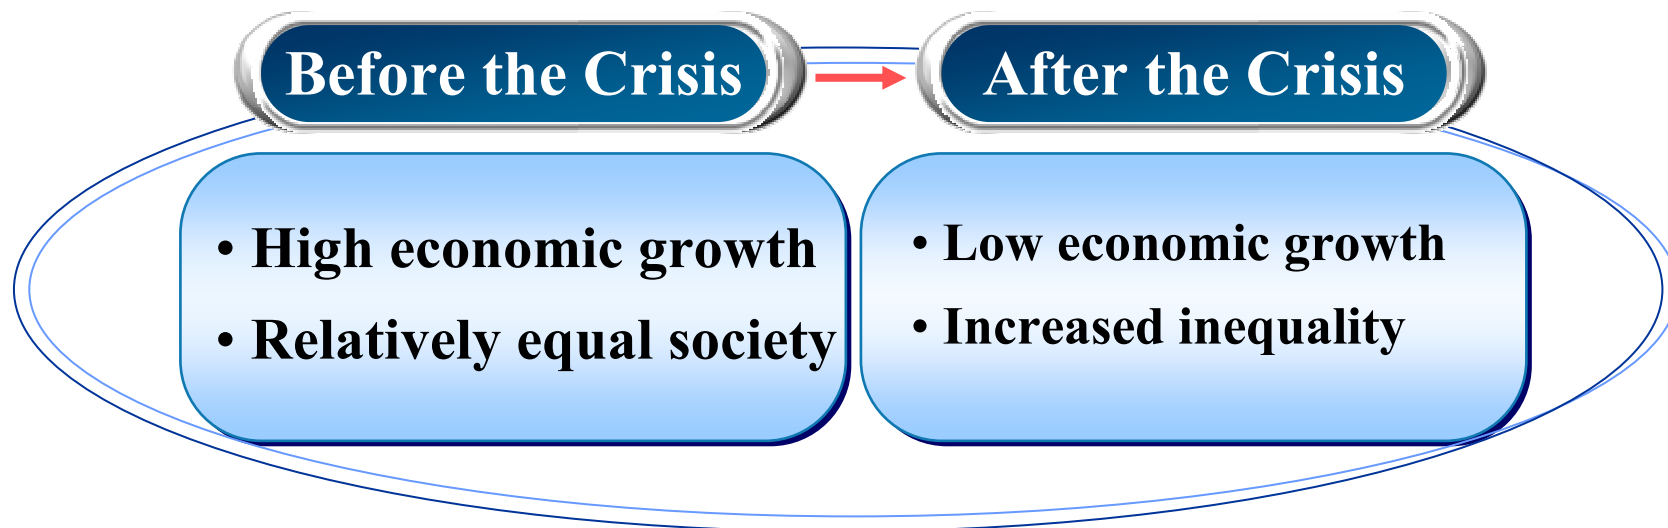 Before the Crisis
After the Crisis
• High economic growth
• Relatively equal society
• Low economic growth
• Increased inequality